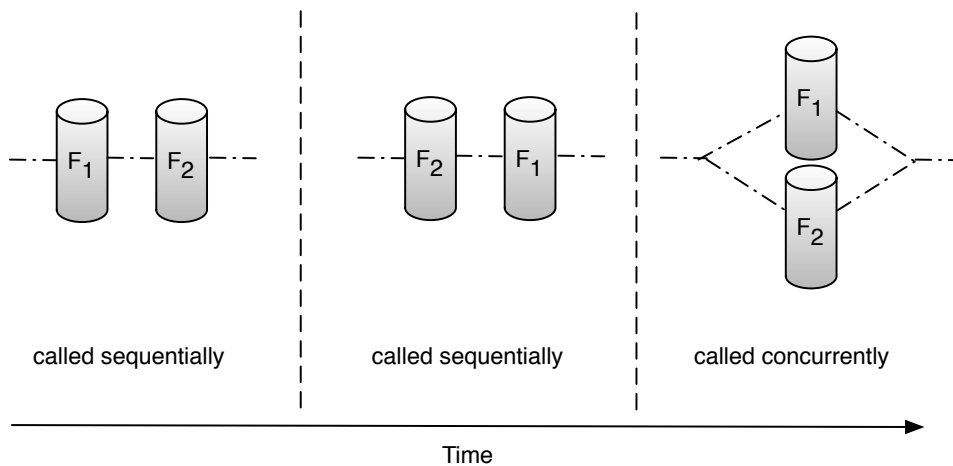 F1
F2
F2
F1
F1
F2
called sequentially
called sequentially
called concurrently
Time